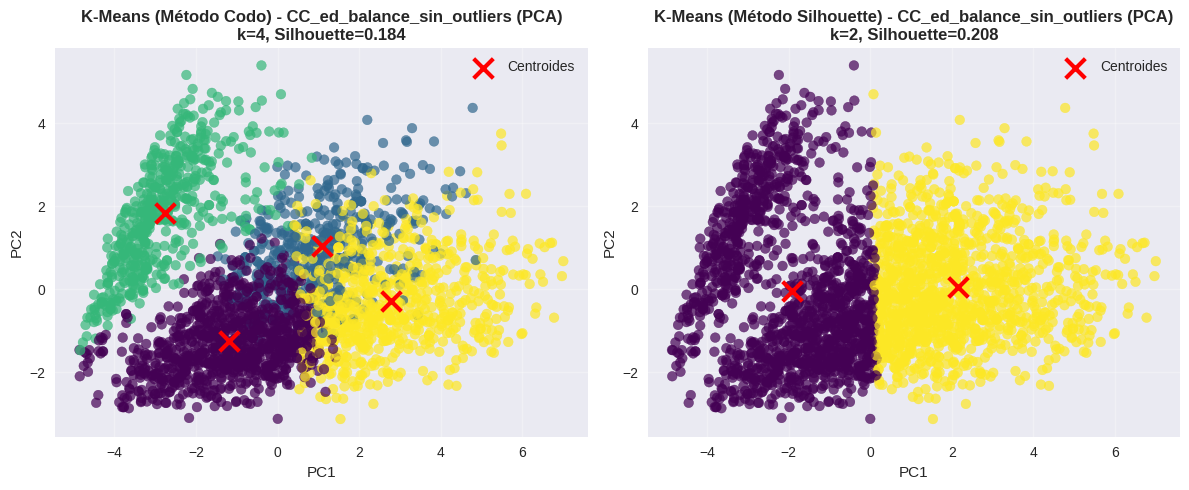 K-Means (Método Codo) - CC_ed_balance_sin_outliers (PCA)
k=4, Silhouette=0.184
Centroides
4
2
0
−2
−4
−2
0
2
4
6
PC1
PC2
K-Means (Método Silhouette) - CC_ed_balance_sin_outliers (PCA)
k=2, Silhouette=0.208
Centroides
4
2
0
−2
−4
−2
0
2
4
6
PC1
PC2